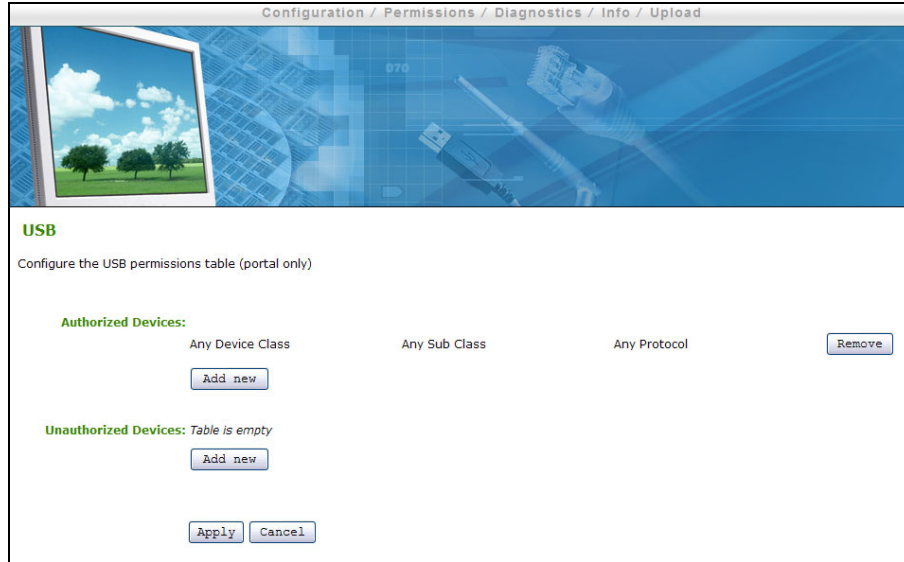 Configuration / Permissions / Diagnostics / Info / Upload
070
USB
Configure the USB permissions table (portal only)
Authorized Devices:
Any Device Class Any Sub Class Any Protocol Remove
Add new
Unauthorized Devices: Table is empty
Add new
Apply Cancel